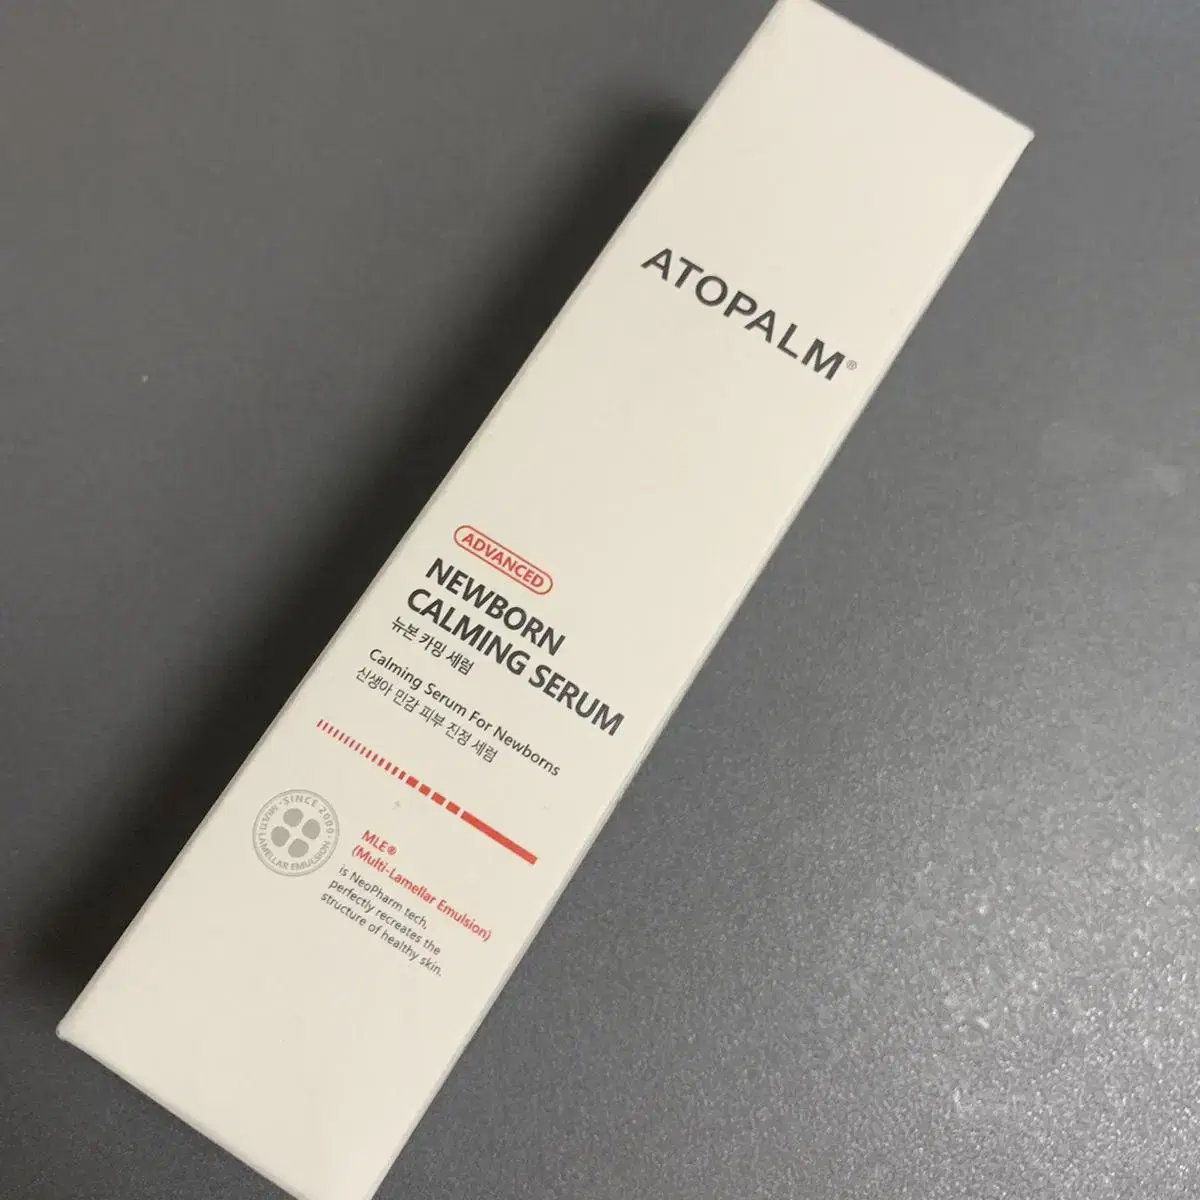 ATOPALM®
ADVANCED
NEWBORN
CALMING SERUM
뉴본 카밍 세럼
Calming Serum For Newborns
신생아 민감 피부 진정 세럼
·SINCE 2000·
MULTI LAMELLAR EMULSION
MLE®
(Multi-Lamellar Emulsion)
is NeoPharm tech,
perfectly recreates the
structure of healthy skin.